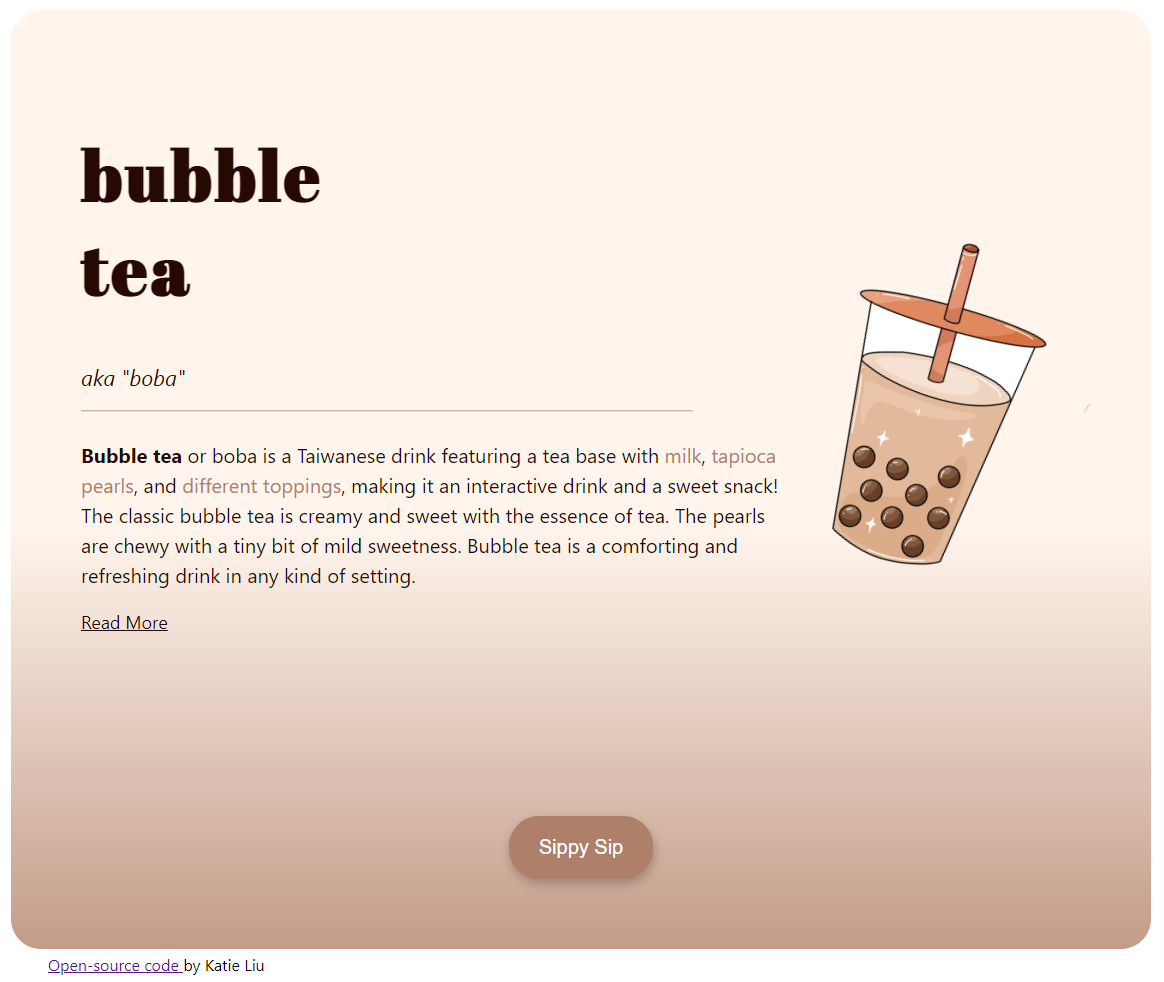 bubble
tea
aka "boba"
Bubble tea or boba is a Taiwanese drink featuring a tea base with milk, tapioca
pearls, and different toppings, making it an interactive drink and a sweet snack!
The classic bubble tea is creamy and sweet with the essence of tea. The pearls
are chewy with a tiny bit of mild sweetness. Bubble tea is a comforting and
refreshing drink in any kind of setting.
Read More
Sippy Sip
Open-source code by Katie Liu